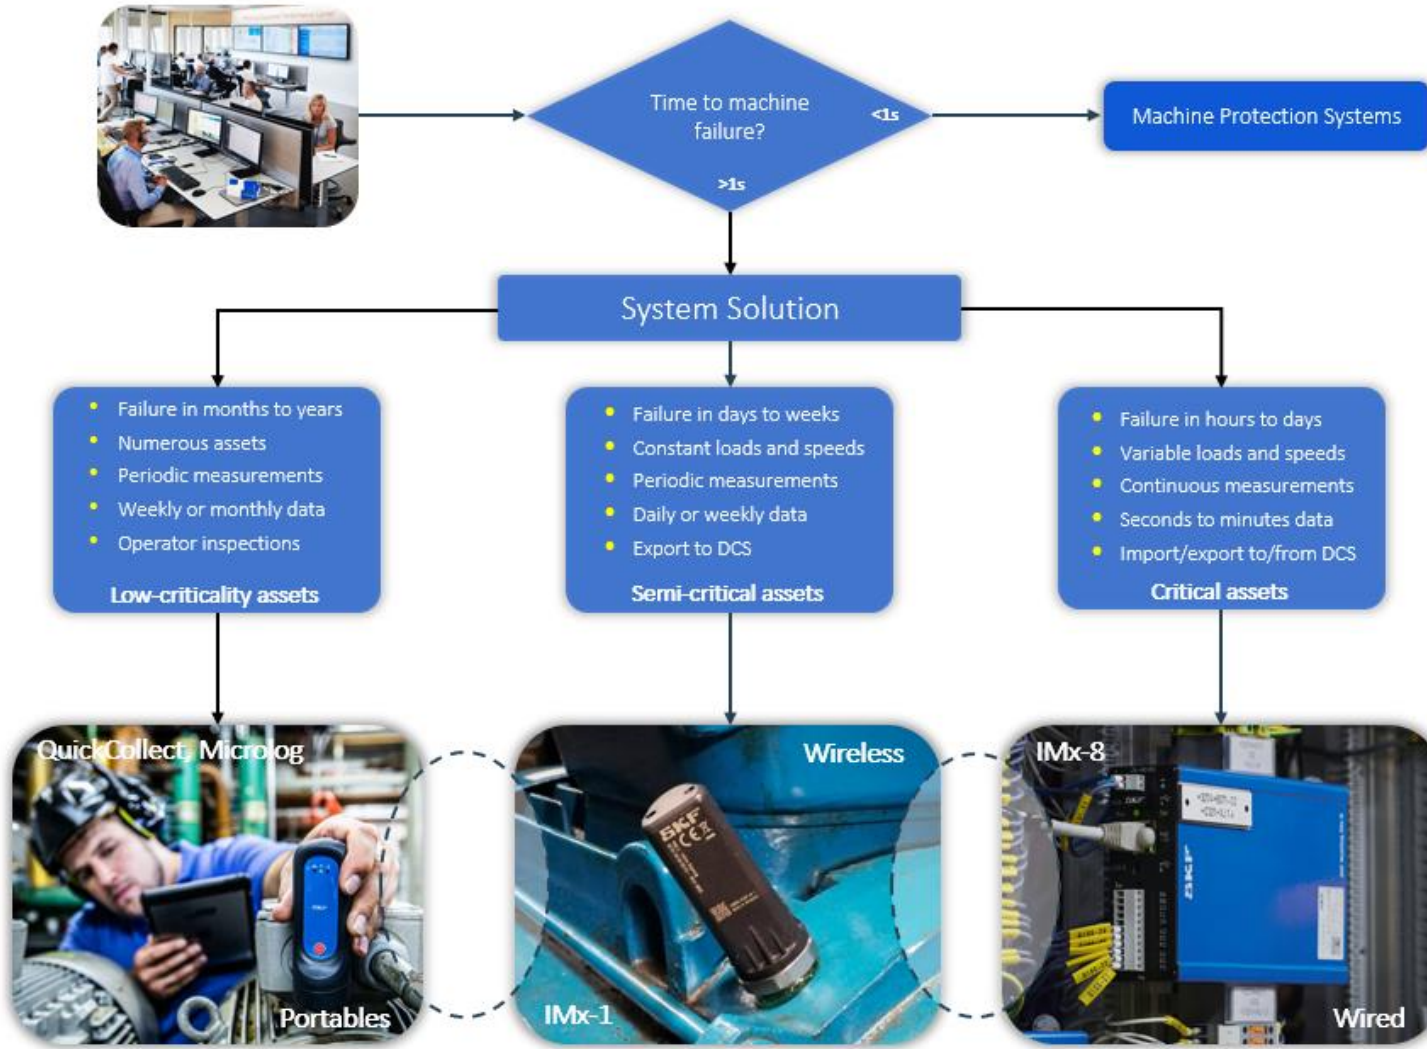 Time to machine
failure?
<1s
>1s
Machine Protection Systems
System Solution
Failure in months to years
Numerous assets
Periodic measurements
Weekly or monthly data
Operator inspections
Low-criticality assets
Failure in days to weeks
Constant loads and speeds
Periodic measurements
Daily or weekly data
Export to DCS
Semi-critical assets
Failure in hours to days
Variable loads and speeds
Continuous measurements
Seconds to minutes data
Import/export to/from DCS
Critical assets
QuickCollect, Microlog
Portables
Wireless
SKF
IMx-1
IMx-8
SKF
Wired